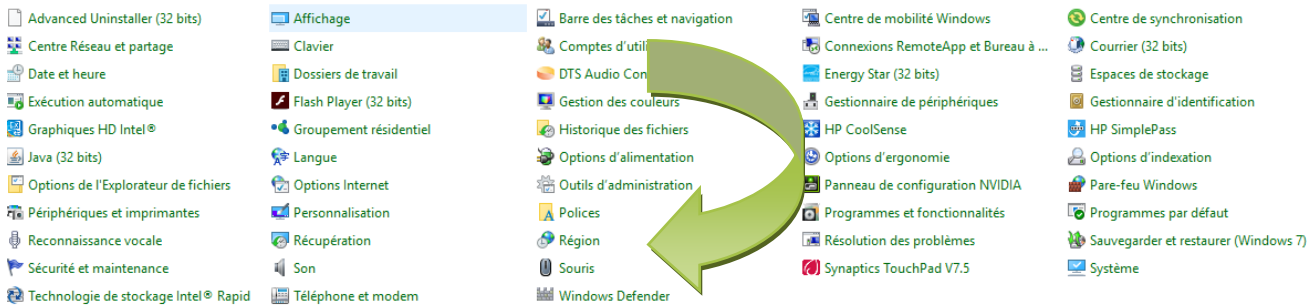 Advanced Uninstaller (32 bits)
Affichage
Barre des tâches et navigation
Centre de mobilité Windows
Centre de synchronisation
Centre Réseau et partage
Clavier
Comptes d'utili
Connexions RemoteApp et Bureau à ...
Courrier (32 bits)
Date et heure
Dossiers de travail
DTS Audio Con
Energy Star (32 bits)
Espaces de stockage
Exécution automatique
Flash Player (32 bits)
Gestion des couleurs
Gestionnaire de périphériques
Gestionnaire d'identification
Graphiques HD Intel®
Groupement résidentiel
Historique des fichiers
HP CoolSense
HP SimplePass
Java (32 bits)
Langue
Options d'alimentation
Options d'ergonomie
Options d'indexation
Options de l'Explorateur de fichiers
Options Internet
Outils d'administration
Panneau de configuration NVIDIA
Pare-feu Windows
Périphériques et imprimantes
Personnalisation
Polices
Programmes et fonctionnalités
Programmes par défaut
Reconnaissance vocale
Récupération
Région
Résolution des problèmes
Sauvegarder et restaurer (Windows 7)
Sécurité et maintenance
Son
Souris
Synaptics TouchPad V7.5
Système
Technologie de stockage Intel® Rapid
Téléphone et modem
Windows Defender